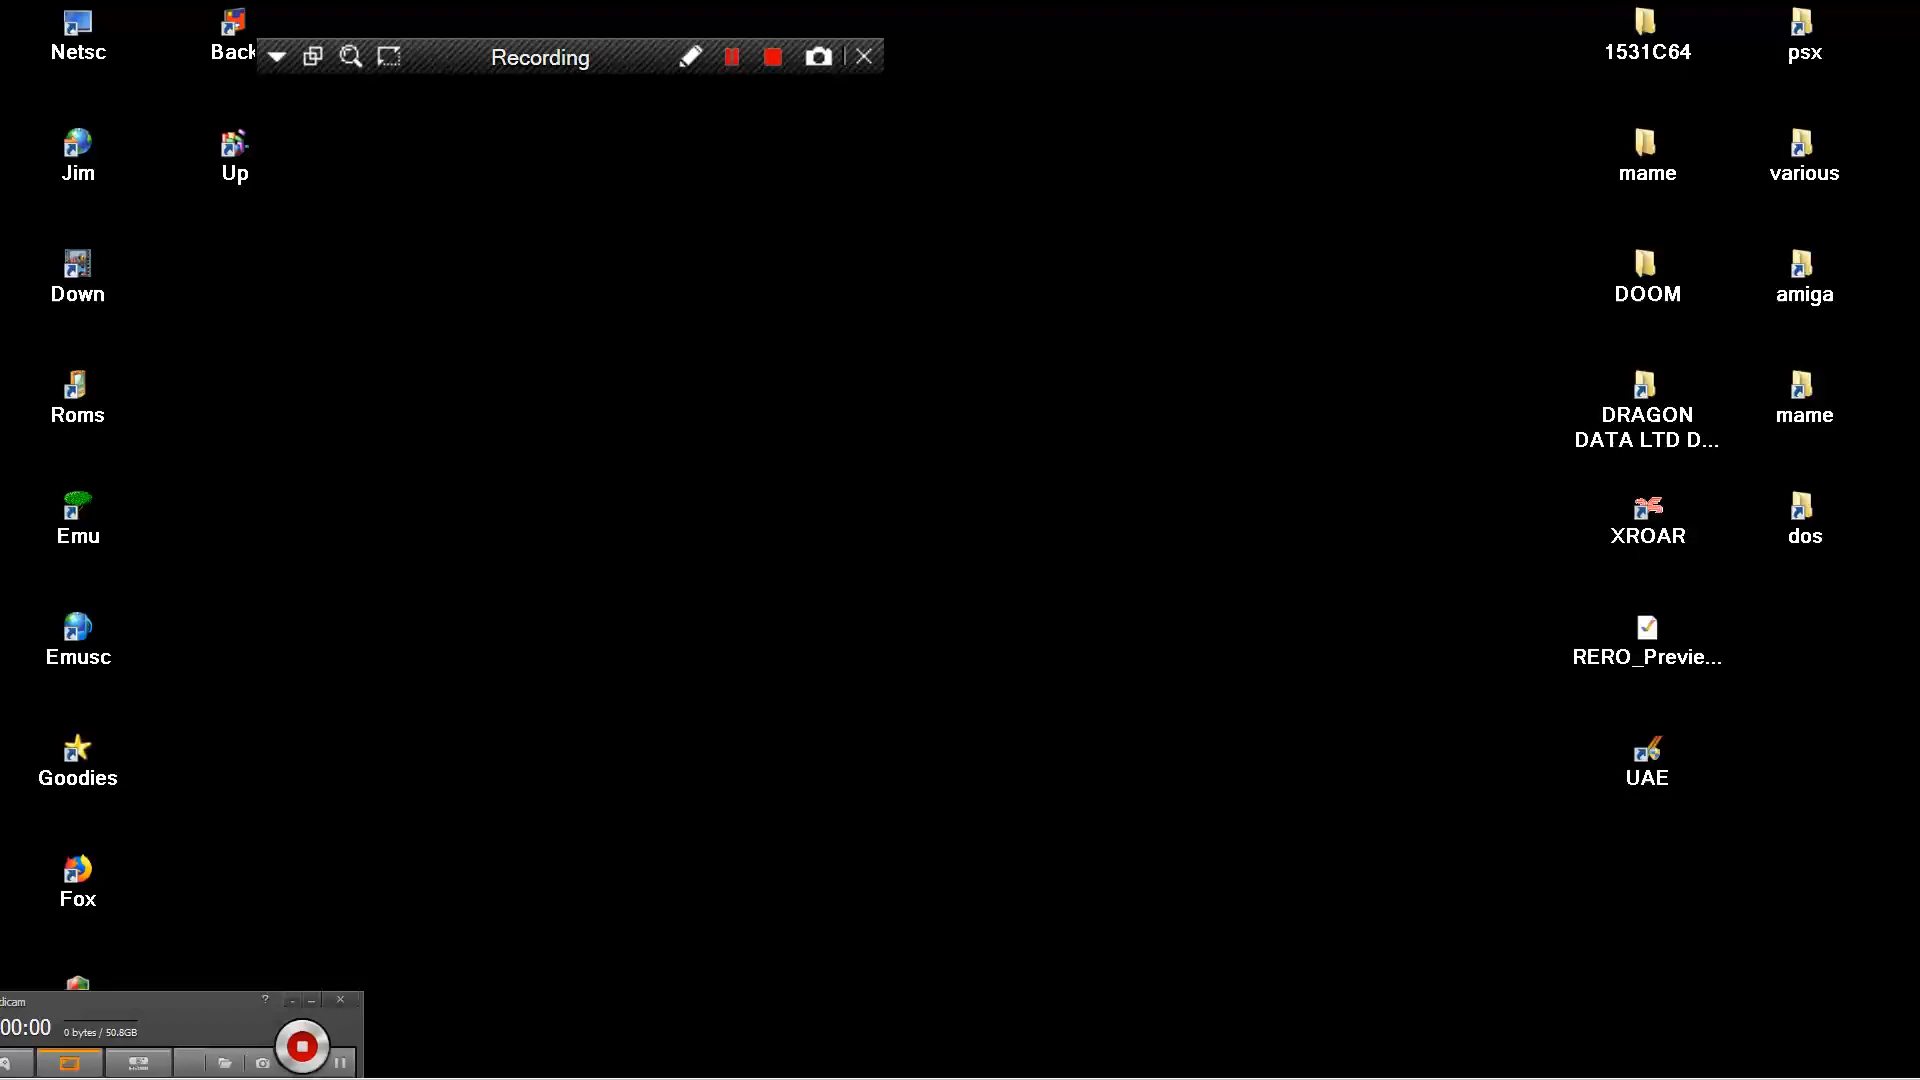 Netsc
Back
Recording
1531C64
psx
Jim
Up
mame
various
Down
DOOM
amiga
Roms
DRAGON
DATA LTD D...
mame
Emu
XROAR
dos
Emusc
RERO_Previe...
Goodies
UAE
Fox
dicam
?
00:00
0 bytes / 50.8GB